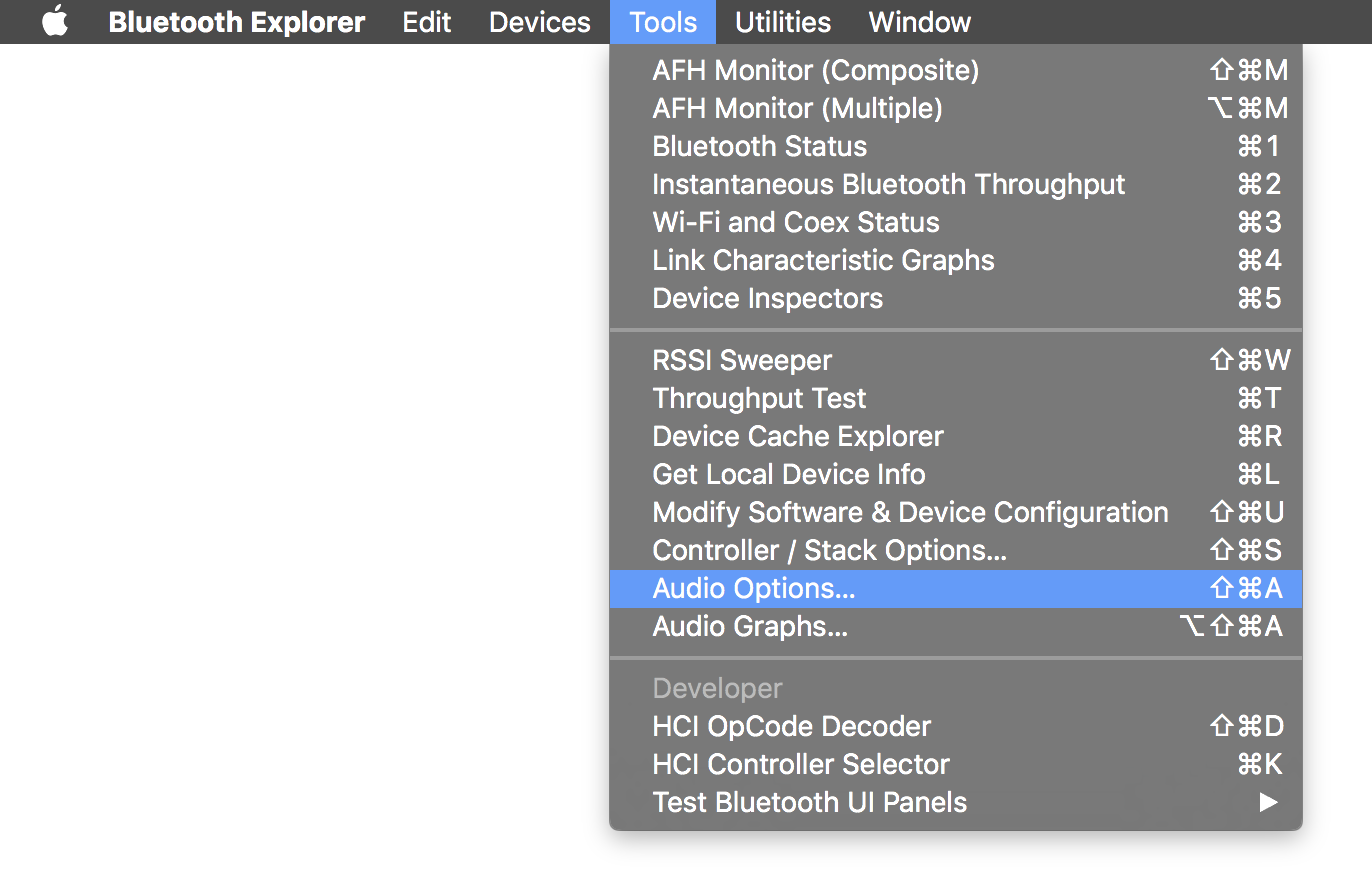 Bluetooth Explorer Edit Devices Tools Utilities Window
AFH Monitor (Composite) ⇧⌘M
AFH Monitor (Multiple) ⌥⌘M
Bluetooth Status ⌘1
Instantaneous Bluetooth Throughput ⌘2
Wi-Fi and Coex Status ⌘3
Link Characteristic Graphs ⌘4
Device Inspectors ⌘5
RSSI Sweeper ⇧⌘W
Throughput Test ⌘T
Device Cache Explorer ⌘R
Get Local Device Info ⌘L
Modify Software & Device Configuration ⇧⌘U
Controller / Stack Options... ⇧⌘S
Audio Options... ⇧⌘A
Audio Graphs... ⌥⇧⌘A
Developer
HCI OpCode Decoder ⇧⌘D
HCI Controller Selector ⌘K
Test Bluetooth UI Panels ▶